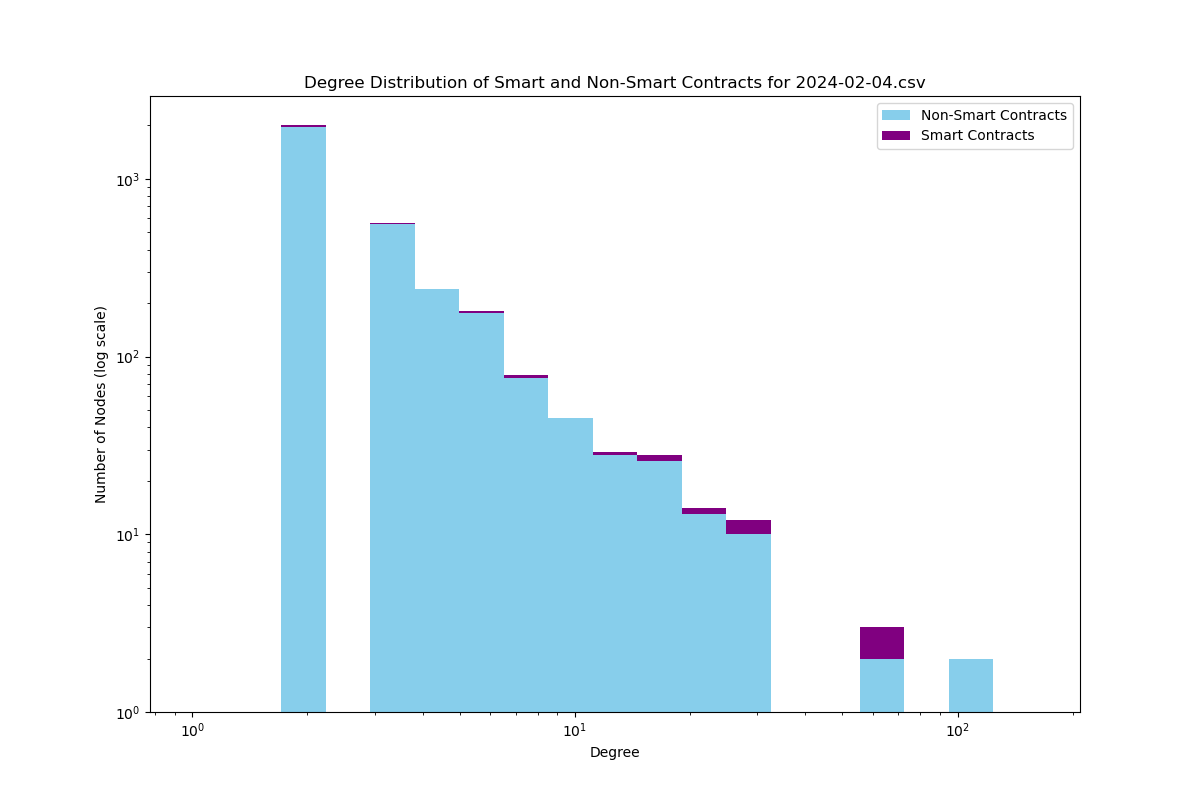 Degree Distribution of Smart and Non-Smart Contracts for 2024-02-04.csv
Non-Smart Contracts
Smart Contracts
Number of Nodes (log scale)
10³
10²
10¹
10⁰
10⁰ 10¹ 10²
Degree